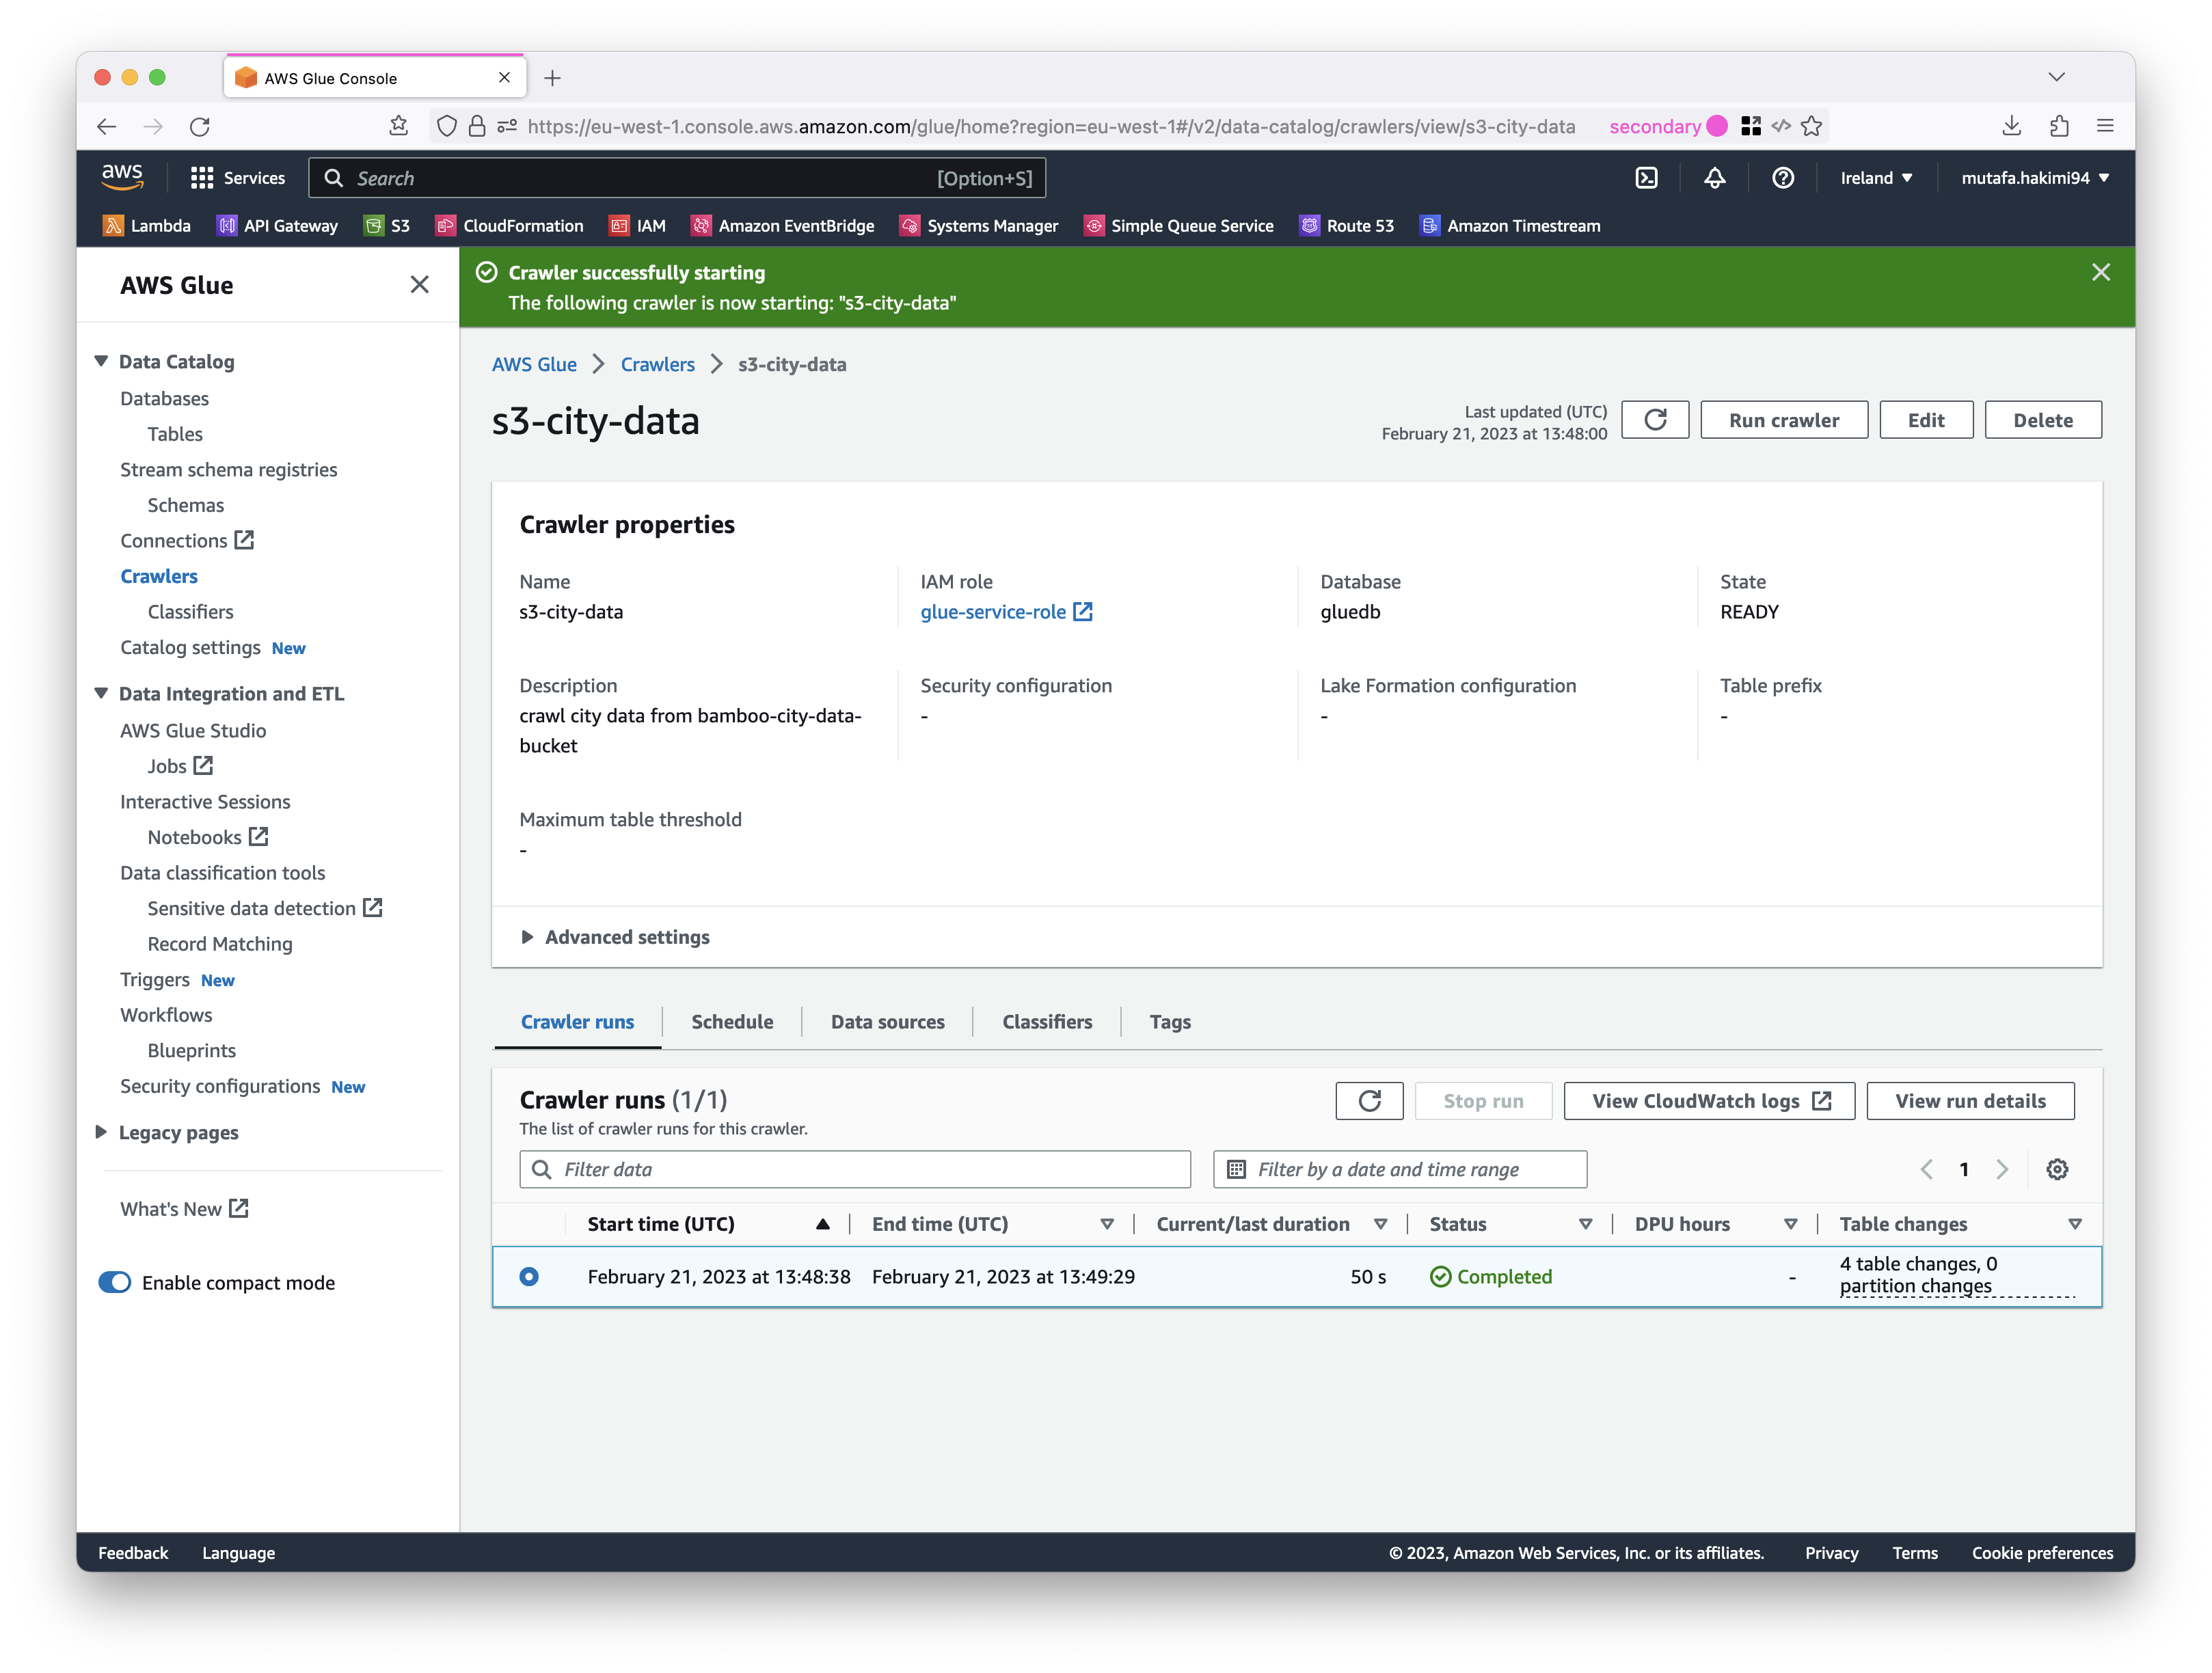 AWS Glue Console
https://eu-west-1.console.aws.amazon.com/glue/home?region=eu-west-1#/v2/data-catalog/crawlers/view/s3-city-data
secondary
aws
Services
Search
[Option+S]
Ireland
mutafa.hakimi94
Lambda
API Gateway
S3
CloudFormation
IAM
Amazon EventBridge
Systems Manager
Simple Queue Service
Route 53
Amazon Timestream
AWS Glue
Data Catalog
Databases
Tables
Stream schema registries
Schemas
Connections
Crawlers
Classifiers
Catalog settings New
Data Integration and ETL
AWS Glue Studio
Jobs
Interactive Sessions
Notebooks
Data classification tools
Sensitive data detection
Record Matching
Triggers New
Workflows
Blueprints
Security configurations New
Legacy pages
What's New
Enable compact mode
Crawler successfully starting
The following crawler is now starting: "s3-city-data"
AWS Glue
Crawlers
s3-city-data
s3-city-data
Last updated (UTC)
February 21, 2023 at 13:48:00
Run crawler
Edit
Delete
Crawler properties
Name
s3-city-data
IAM role
glue-service-role
Database
gluedb
State
READY
Description
crawl city data from bamboo-city-data-
bucket
Security configuration
-
Lake Formation configuration
-
Table prefix
-
Maximum table threshold
-
Advanced settings
Crawler runs
Schedule
Data sources
Classifiers
Tags
Crawler runs (1/1)
The list of crawler runs for this crawler.
Stop run
View CloudWatch logs
View run details
Filter data
Filter by a date and time range
1
Start time (UTC)
End time (UTC)
Current/last duration
Status
DPU hours
Table changes
February 21, 2023 at 13:48:38
February 21, 2023 at 13:49:29
50 s
Completed
-
4 table changes, 0
partition changes
Feedback
Language
© 2023, Amazon Web Services, Inc. or its affiliates.
Privacy
Terms
Cookie preferences